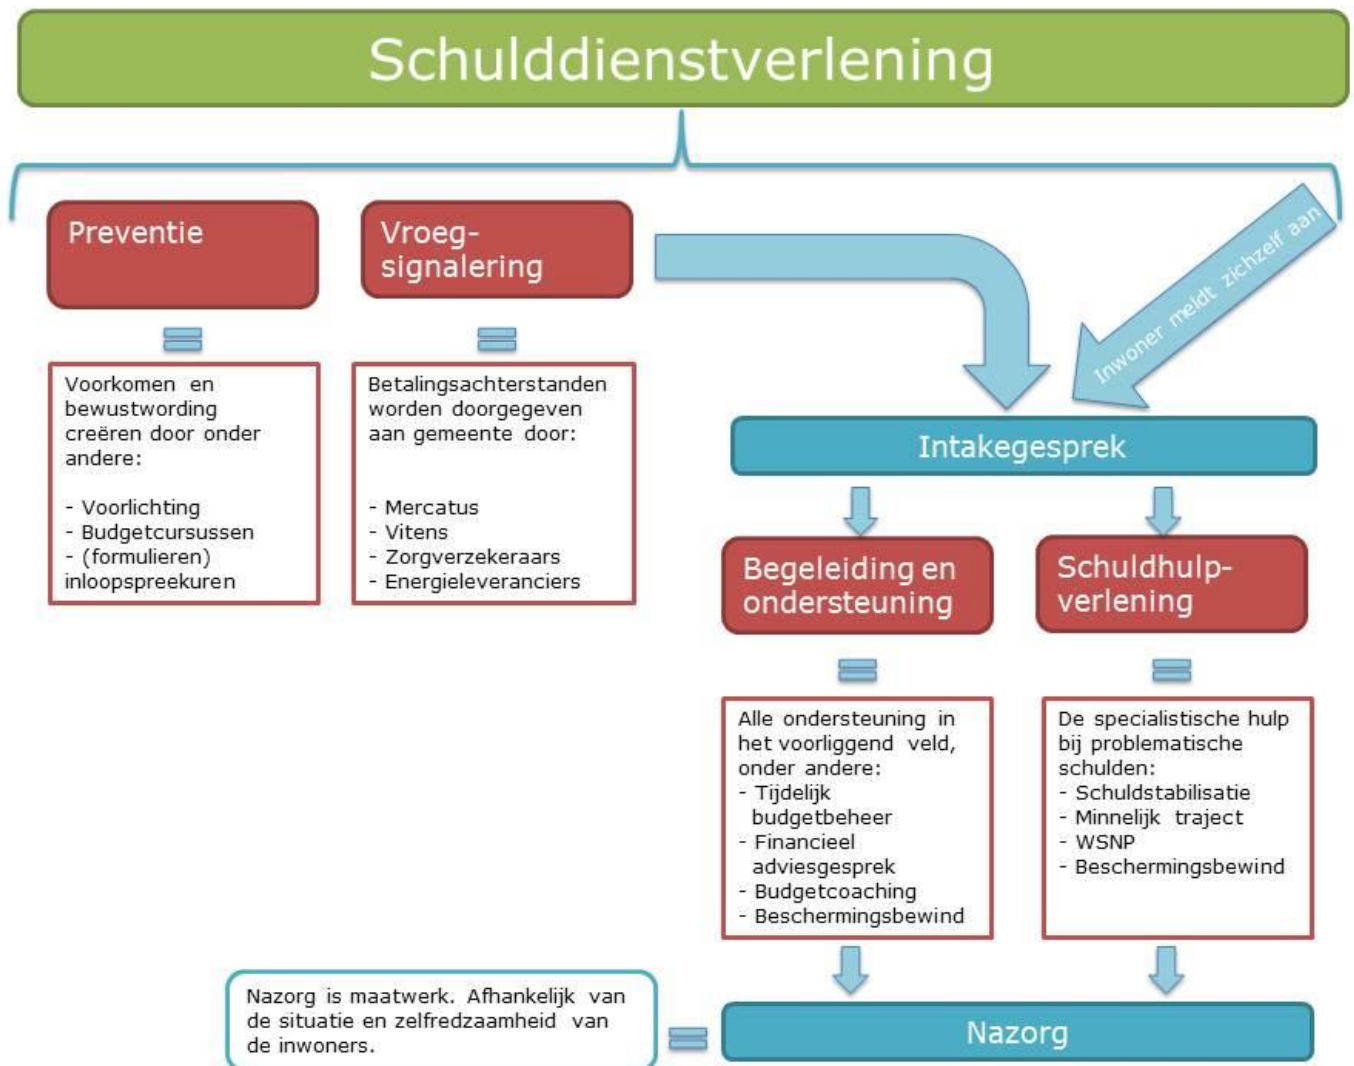 Schulddienstverlening
Preventie
Vroeg-
signalering
Inwoner meldt zichzelf aan
Voorkomen en
bewustwording
creëren door onder
andere:
- Voorlichting
- Budgetcursussen
- (formulieren)
inloopspreekuren
Betalingsachterstanden
worden doorgegeven
aan gemeente door:
- Mercatus
- Vitens
- Zorgverzekeraars
- Energieleveranciers
Intakegesprek
Begeleiding en
ondersteuning
Schuldhulp-
verlening
Alle ondersteuning in
het voorliggend veld,
onder andere:
- Tijdelijk
budgetbeheer
- Financieel
adviesgesprek
- Budgetcoaching
- Beschermingsbewind
De specialistische hulp
bij problematische
schulden:
- Schuldstabilisatie
- Minnelijk traject
- WSNP
- Beschermingsbewind
Nazorg is maatwerk. Afhankelijk van
de situatie en zelfredzaamheid van
de inwoners.
Nazorg